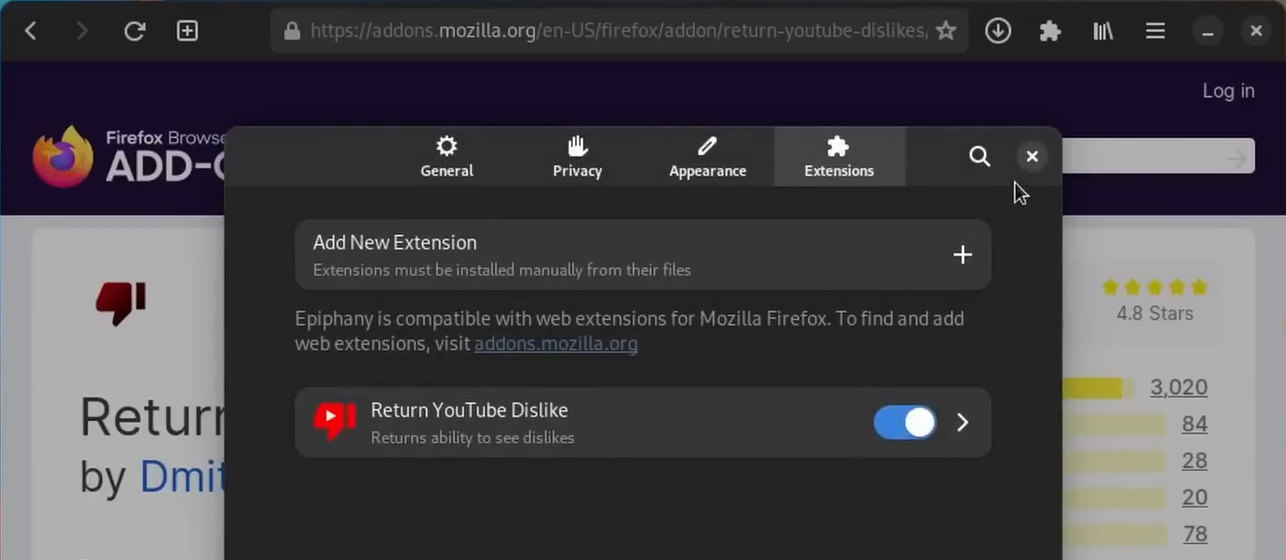 https://addons.mozilla.org/en-US/firefox/addon/return-youtube-dislikes/
Log in
Firefox Browse
ADD-
General
Privacy
Appearance
Extensions
Add New Extension
Extensions must be installed manually from their files
Epiphany is compatible with web extensions for Mozilla Firefox. To find and add
web extensions, visit addons.mozilla.org
Return YouTube Dislike
Returns ability to see dislikes
4.8 Stars
3,020
84
28
20
78
Return
by Dmit